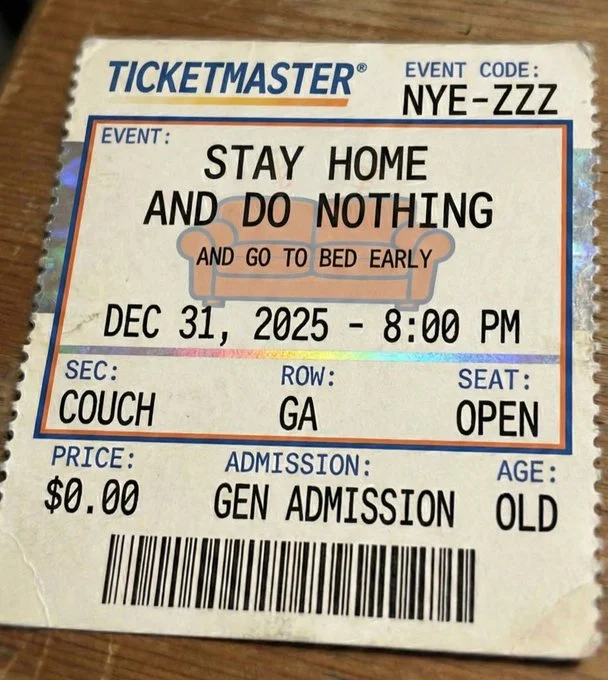 TICKETMASTER®
EVENT CODE:
NYE-ZZZ
EVENT:
STAY HOME
AND DO NOTHING
AND GO TO BED EARLY
DEC 31, 2025 - 8:00 PM
SEC: ROW: SEAT:
COUCH GA OPEN
PRICE: ADMISSION: AGE:
$0.00 GEN ADMISSION OLD